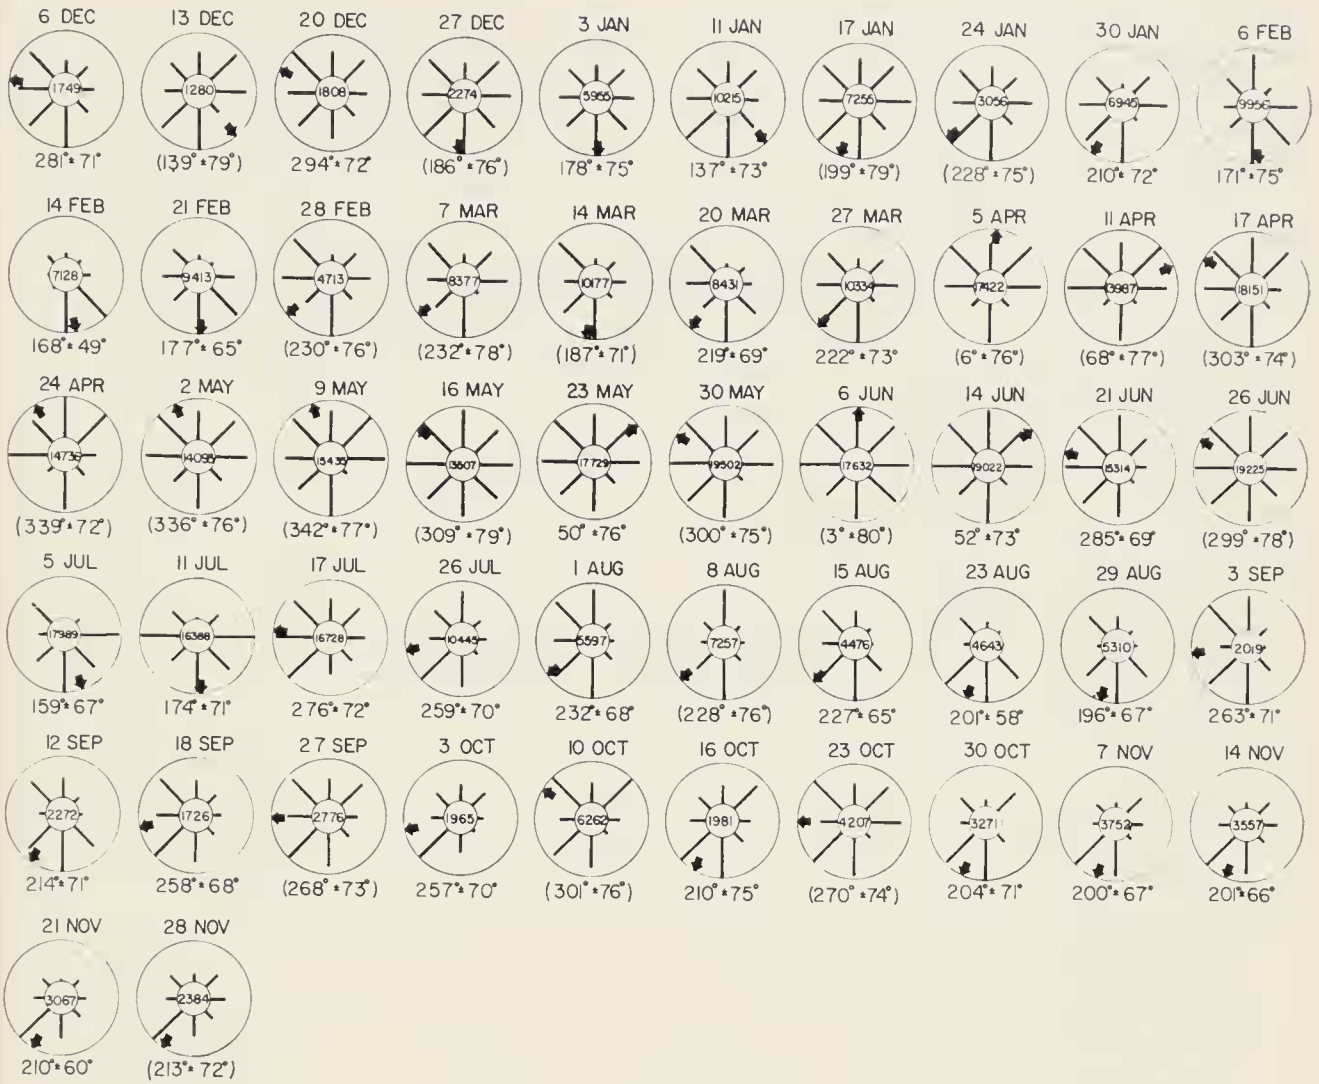 6 DEC 13 DEC 20 DEC 27 DEC 3 JAN 11 JAN 17 JAN 24 JAN 30 JAN 6 FEB
1749 1280 1808 2274 5965 10215 7255 3056 6945 9956
281°±71° (139°±79°) 294°±72° (186°±76°) 178°±75° 137°±73° (199°±79°) (228°±75°) 210°±72° 171°±75°
14 FEB 21 FEB 28 FEB 7 MAR 14 MAR 20 MAR 27 MAR 5 APR 11 APR 17 APR
7128 9413 4713 8377 10177 8431 10334 17422 13987 18151
168°±49° 177°±65° (230°±76°) (232°±78°) (187°±71°) 219°±69° 222°±73° (6°±76°) (68°±77°) (303°±74°)
24 APR 2 MAY 9 MAY 16 MAY 23 MAY 30 MAY 6 JUN 14 JUN 21 JUN 26 JUN
14736 14095 15435 13507 17729 19502 17632 19022 15314 19225
(339°±72°) (336°±76°) (342°±77°) (309°±79°) 50°±76° (300°±75°) (3°±80°) 52°±73° 285°±69° (299°±78°)
5 JUL 11 JUL 17 JUL 26 JUL 1 AUG 8 AUG 15 AUG 23 AUG 29 AUG 3 SEP
17989 16388 16728 10445 5597 7257 4476 4643 5310 2019
159°±67° 174°±71° 276°±72° 259°±70° 232°±68° (228°±76°) 227°±65° 201°±58° 196°±67° 263°±71°
12 SEP 18 SEP 27 SEP 3 OCT 10 OCT 16 OCT 23 OCT 30 OCT 7 NOV 14 NOV
2272 1726 2776 1965 6262 1981 4207 3271 3752 3557
214°±71° 258°±68° (268°±73°) 257°±70° (301°±76°) 210°±75° (270°±74°) 204°±71° 200°±67° 201°±66°
21 NOV 28 NOV
3067 2384
210°±60° (213°±72°)